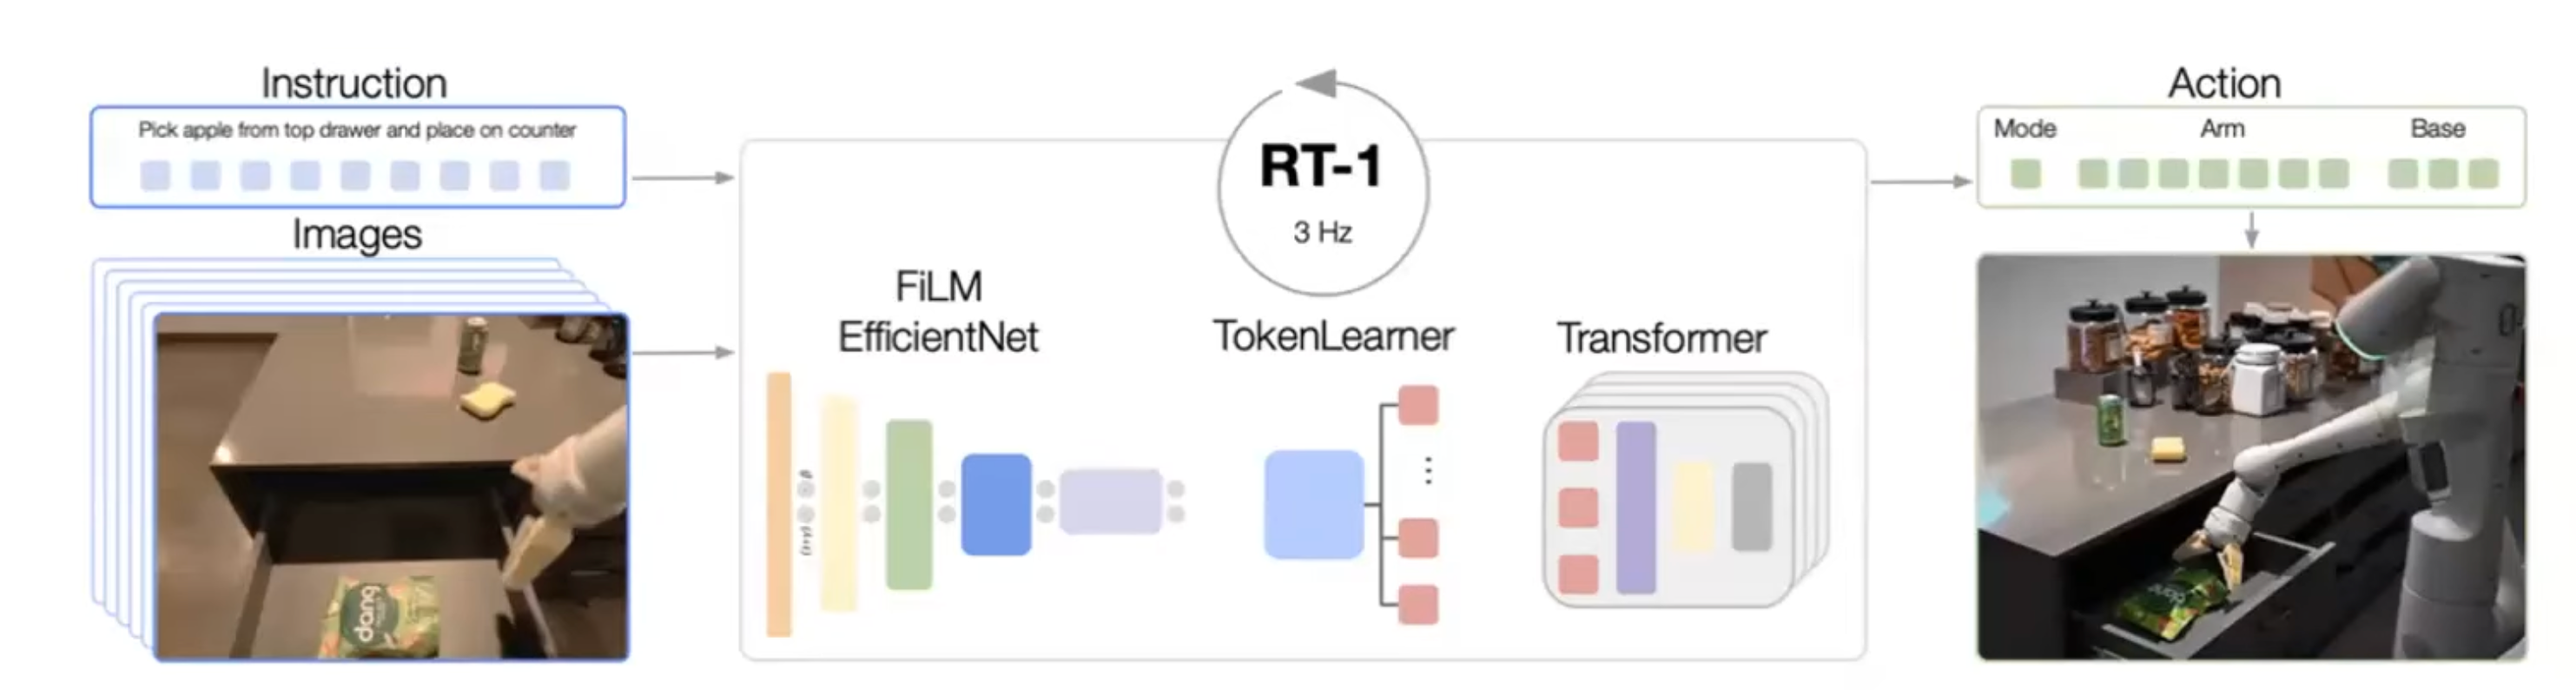 Instruction
Pick apple from top drawer and place on counter
Images
dang
RT-1
3 Hz
FiLM
EfficientNet
TokenLearner
Transformer
Action
Mode Arm Base